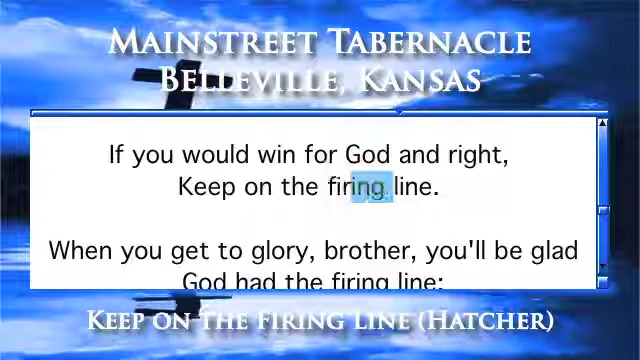 Mainstreet Tabernacle
Belleville, Kansas
If you would win for God and right,
Keep on the firing line.
When you get to glory, brother, you'll be glad
God had the firing line;
Keep on the Firing Line (Hatcher)